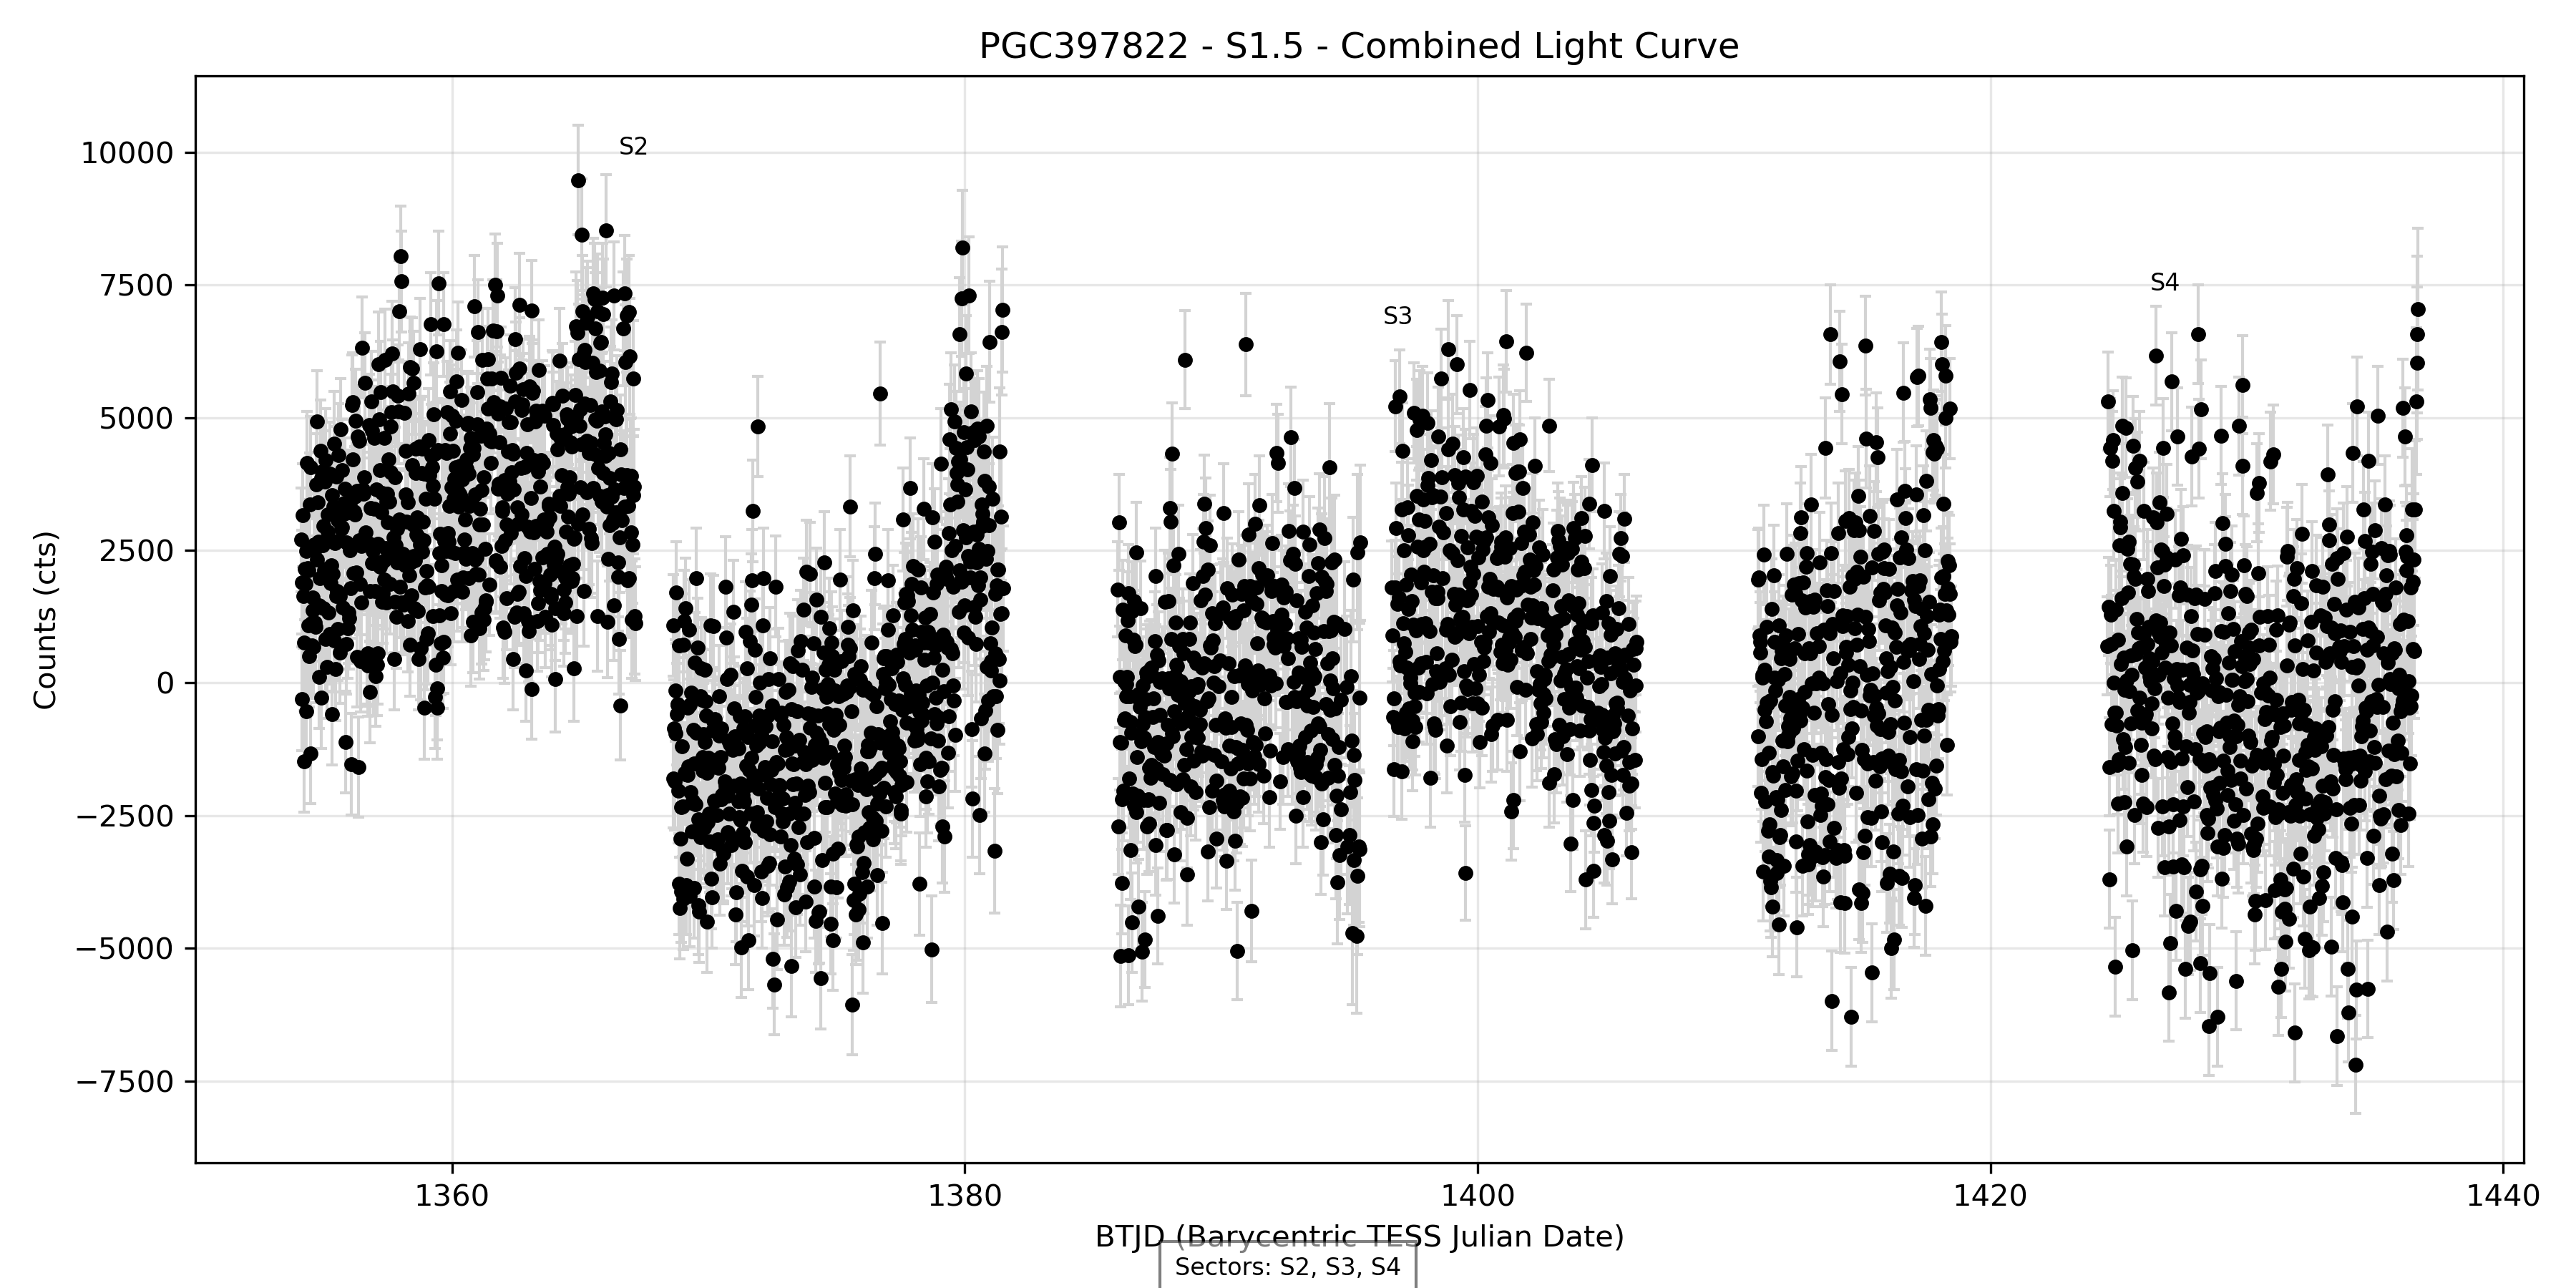 PGC397822 - S1.5 - Combined Light Curve
10000
7500
5000
2500
0
−2500
−5000
−7500
Counts (cts)
S2
S3
S4
1360
1380
1400
1420
1440
BTJD (Barycentric TESS Julian Date)
Sectors: S2, S3, S4